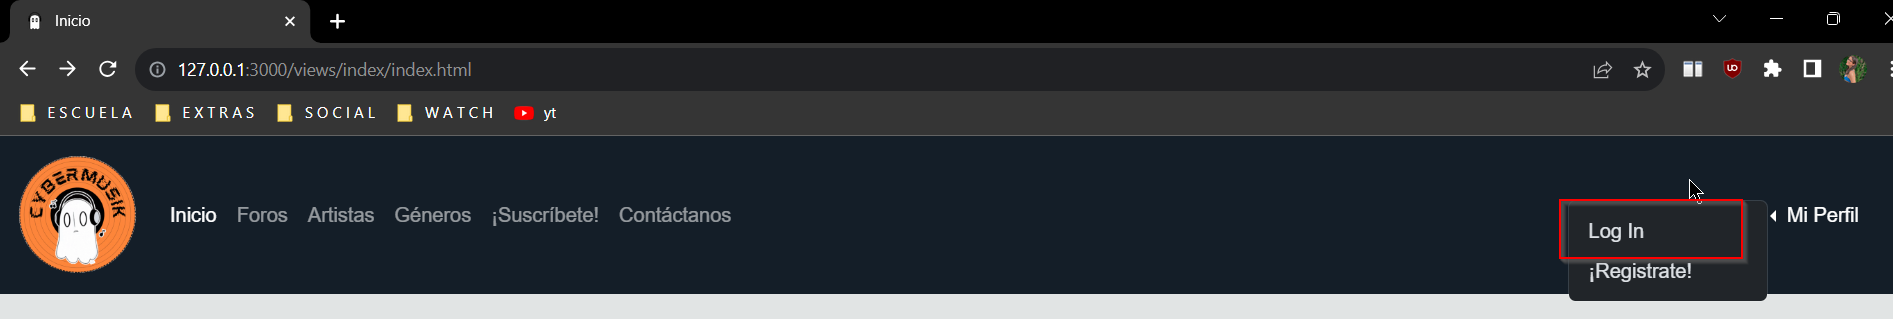 Inicio
127.0.0.1:3000/views/index/index.html
ESCUELA EXTRAS SOCIAL WATCH yt
CYBERMUSIK
Inicio Foros Artistas Géneros ¡Suscríbete! Contáctanos
Mi Perfil
Log In
¡Registrate!